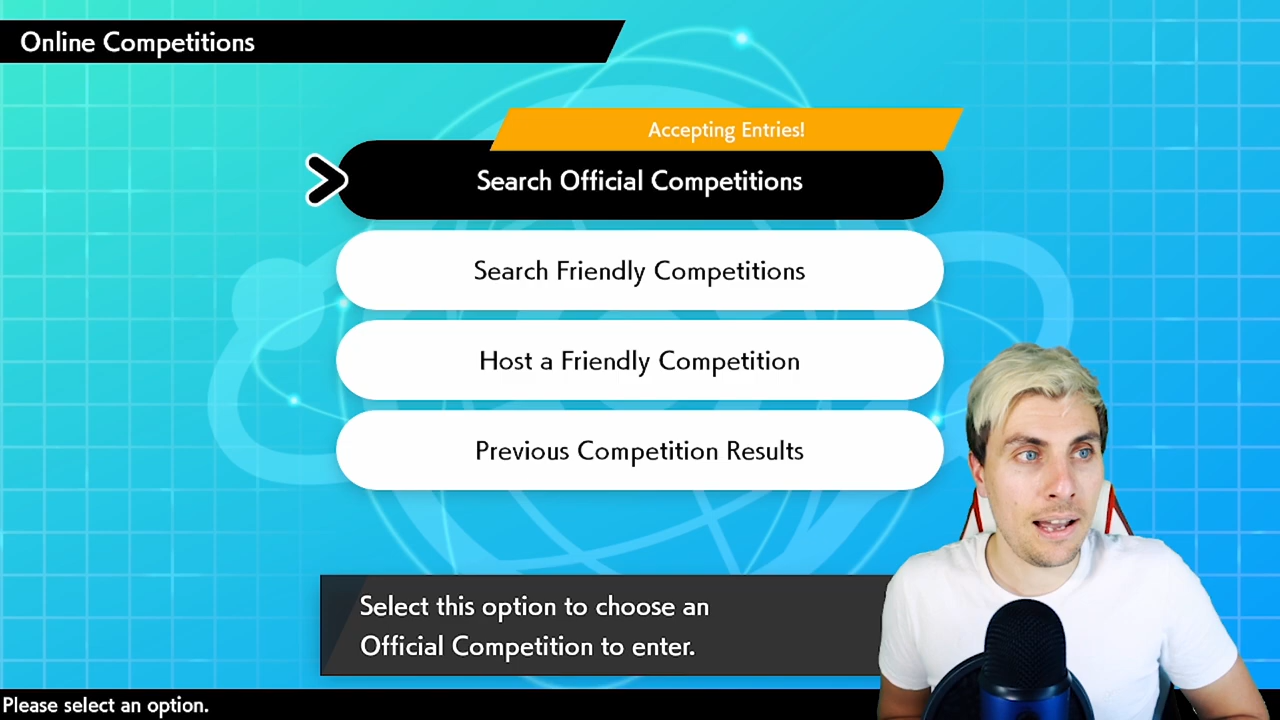 Online Competitions
Accepting Entries!
Search Official Competitions
Search Friendly Competitions
Host a Friendly Competition
Previous Competition Results
Select this option to choose an
Official Competition to enter.
Please select an option.